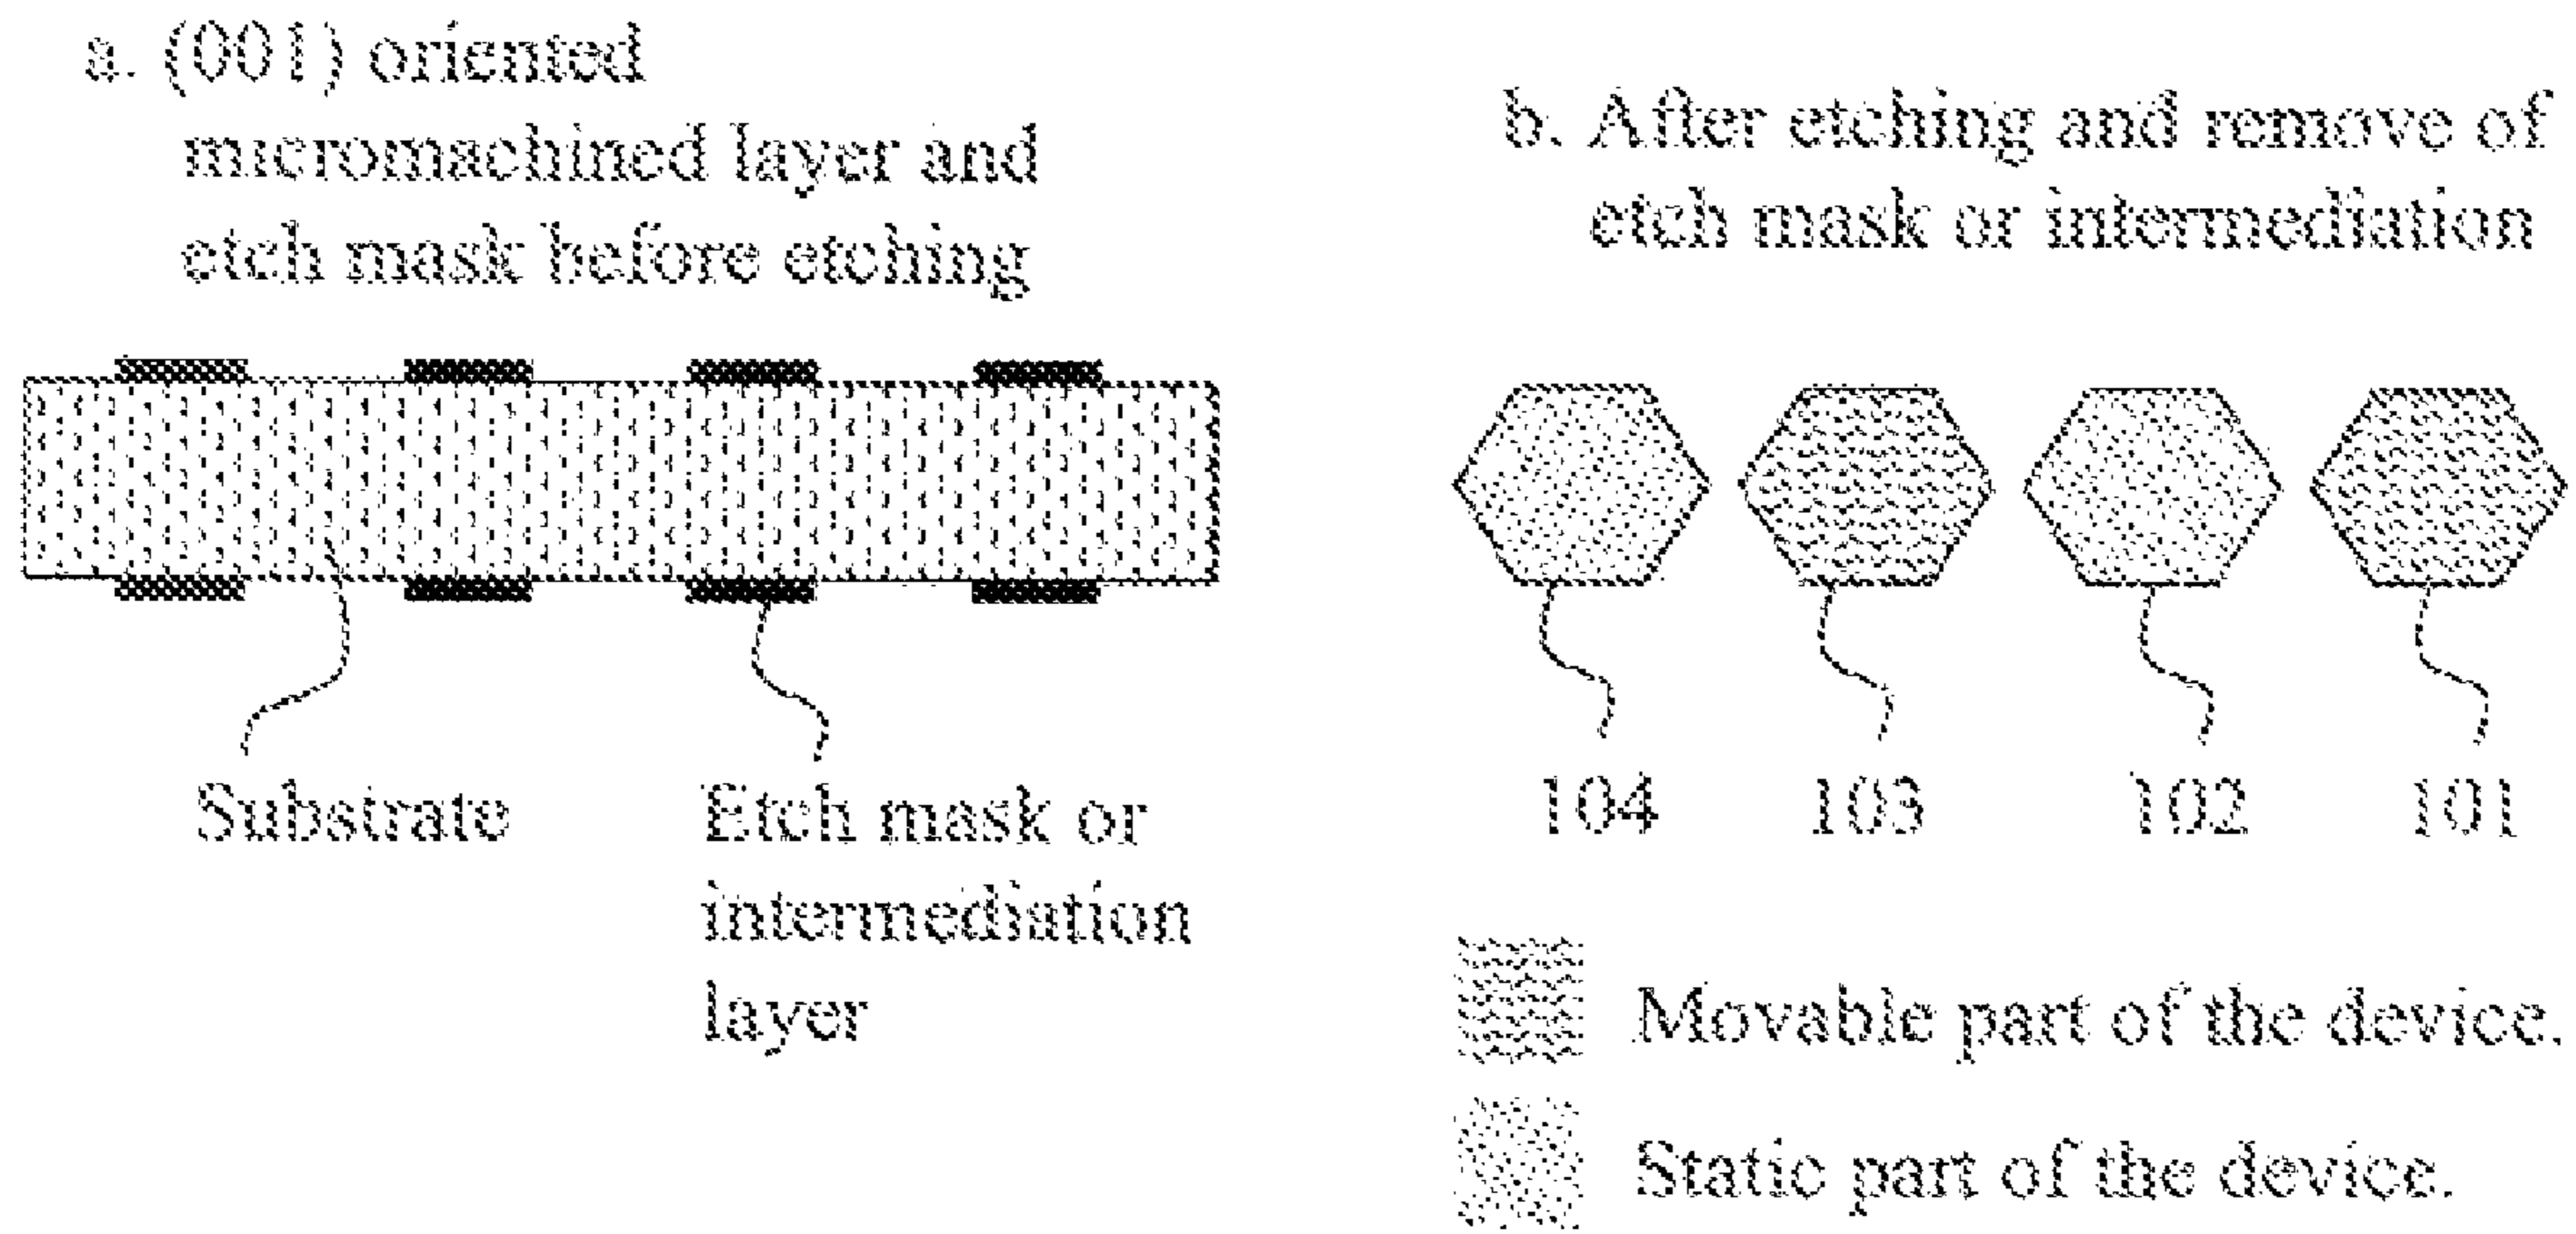 a. (001) oriented
micromachined layer and
etch mask before etching
b. After etching and remove of
etch mask or intermediation
Substrate
Etch mask or
intermediation
layer
104
103
102
101
Movable part of the device.
Static part of the device.